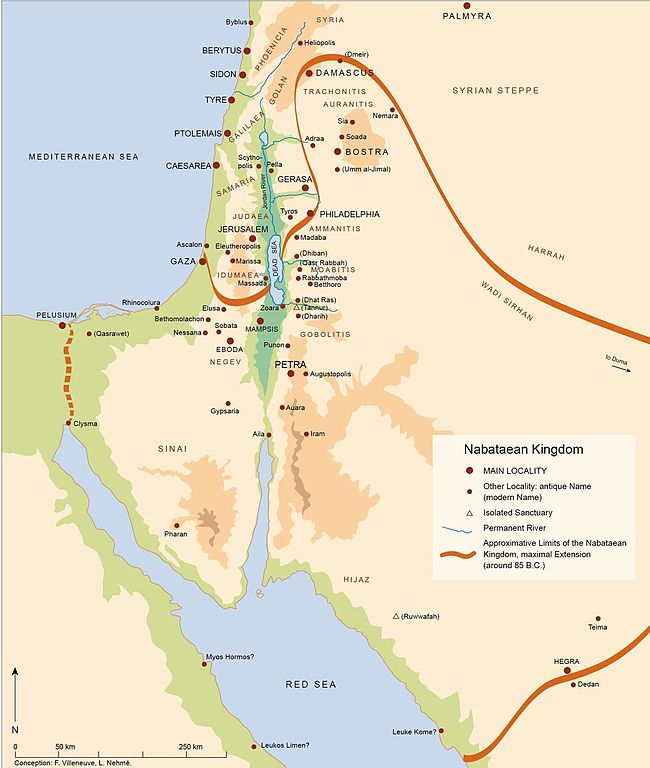 PALMYRA
SYRIA
Byblus
PHOENICIA
Heliopolis
BERYTUS
(Dmeir)
SIDON
DAMASCUS
GOLAN
SYRIAN STEPPE
TRACHONITIS
TYRE
AURANITIS
Nemara
GALILAEA
Sia
PTOLEMAIS
Soada
Adraa
BOSTRA
MEDITERRANEAN SEA
Scytho-
polis
Pella
CAESAREA
(Umm al-Jimal)
GERASA
SAMARIA
Jordan River
Tyros
PHILADELPHIA
JUDAEA
JERUSALEM
AMMANITIS
Madaba
Ascalon
Eleutheropolis
HARRAH
(Dhiban)
GAZA
Marissa
DEAD SEA
(Qasr Rabbah)
MOABITIS
IDUMAEA
Rabbathmoba
Massada
Betthoro
WADI SIRHAN
Rhinocolura
(Dhat Ras)
Elusa
Zoara
(Tannur)
PELUSIUM
Bethomolachon
(Dharih)
Sobata
MAMPSIS
(Qasrawet)
Nessana
GOBOLITIS
EBODA
Punon
NEGEV
to Duma
PETRA
Augustopolis
Gypsaria
Auara
Clysma
Aila
Iram
SINAI
Nabataean Kingdom
MAIN LOCALITY
Other Locality: antique Name
(modern Name)
Isolated Sanctuary
Permanent River
Approximative Limits of the Nabataean
Kingdom, maximal Extension
(around 85 B.C.)
Pharan
HIJAZ
(Ruwwafah)
Teima
Myos Hormos?
HEGRA
RED SEA
Dedan
N
Leuke Kome?
0
50 km
250 km
Leukos Limen?
Conception: F. Villeneuve, L. Nehmé.